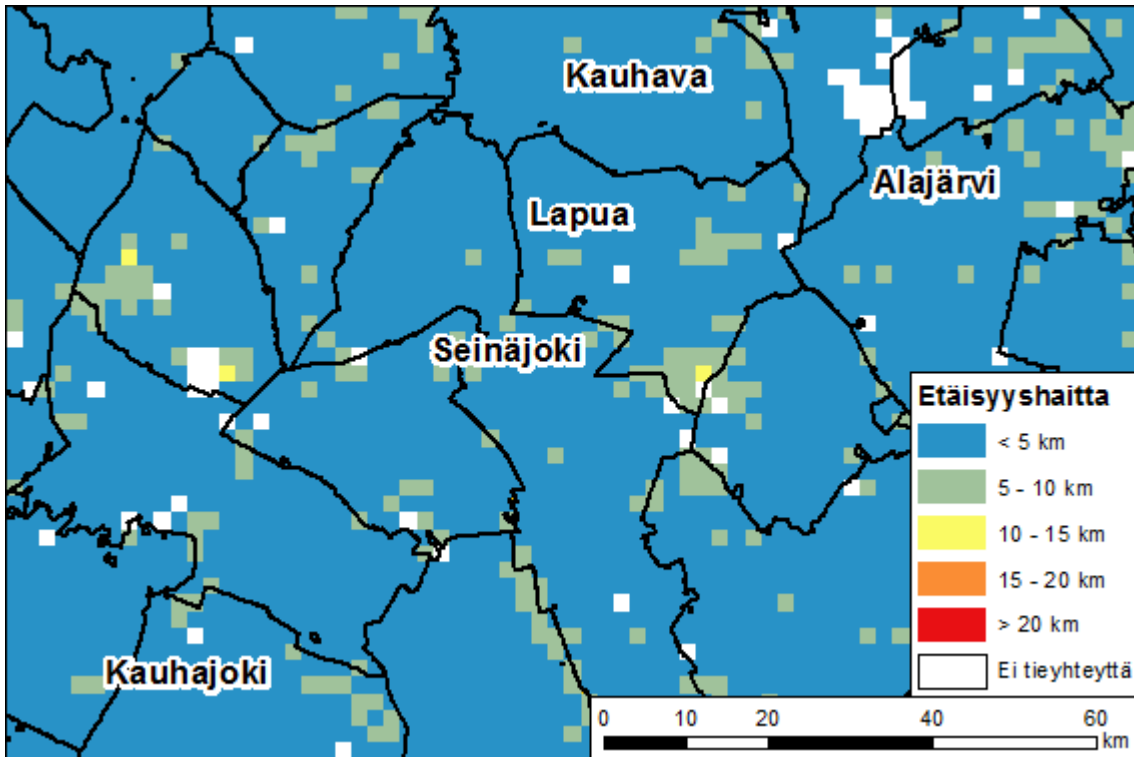 Kauhava
Alajärvi
Lapua
Seinäjoki
Kauhajoki
Etäisyyshaitta
< 5 km
5 - 10 km
10 - 15 km
15 - 20 km
> 20 km
Ei tieyhteyttä
0 10 20 40 60
km